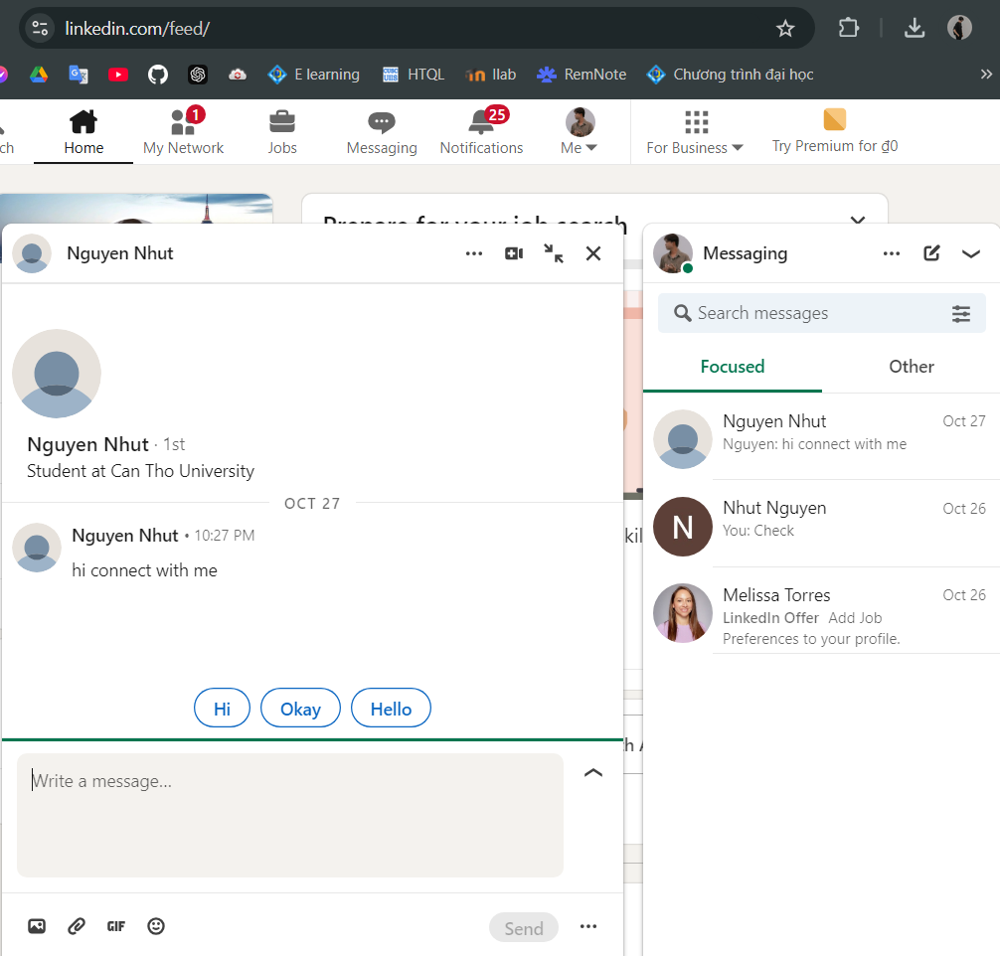 linkedin.com/feed/
E learning
HTQL
Ilab
RemNote
Chương trình đại học
ch
Home
1
My Network
Jobs
Messaging
25
Notifications
Me
For Business
Try Premium for ₫0
Prepare for your job search
Nguyen Nhut
Nguyen Nhut · 1st
Student at Can Tho University
OCT 27
Nguyen Nhut • 10:27 PM
hi connect with me
Hi
Okay
Hello
Write a message...
GIF
Send
Messaging
Search messages
Focused
Other
Nguyen Nhut Oct 27
Nguyen: hi connect with me
N
Nhut Nguyen Oct 26
You: Check
Melissa Torres Oct 26
LinkedIn Offer Add Job
Preferences to your profile.
kil